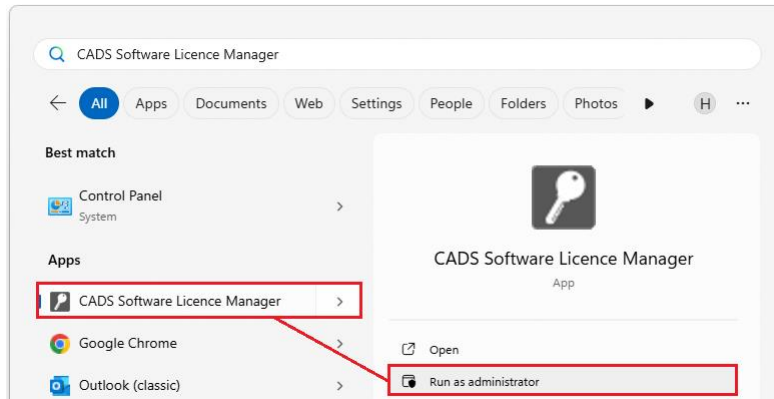 CADS Software Licence Manager
All Apps Documents Web Settings People Folders Photos H ...
Best match
Control Panel
System
Apps
CADS Software Licence Manager
Google Chrome
Outlook (classic)
CADS Software Licence Manager
App
Open
Run as administrator